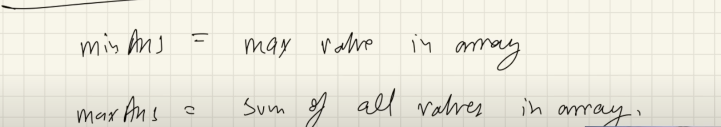 minAns = max value in array
maxAns = sum of all values in array.